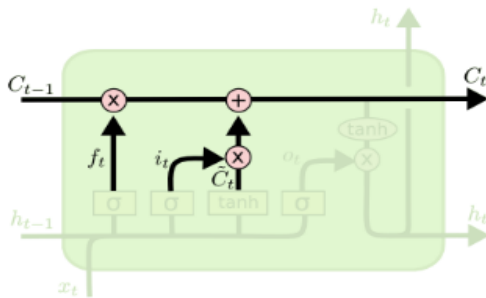 h_t
C_{t-1} × + C_t
tanh
f_t i_t × C̃_t o_t ×
σ σ tanh σ
h_{t-1} h_t
x_t